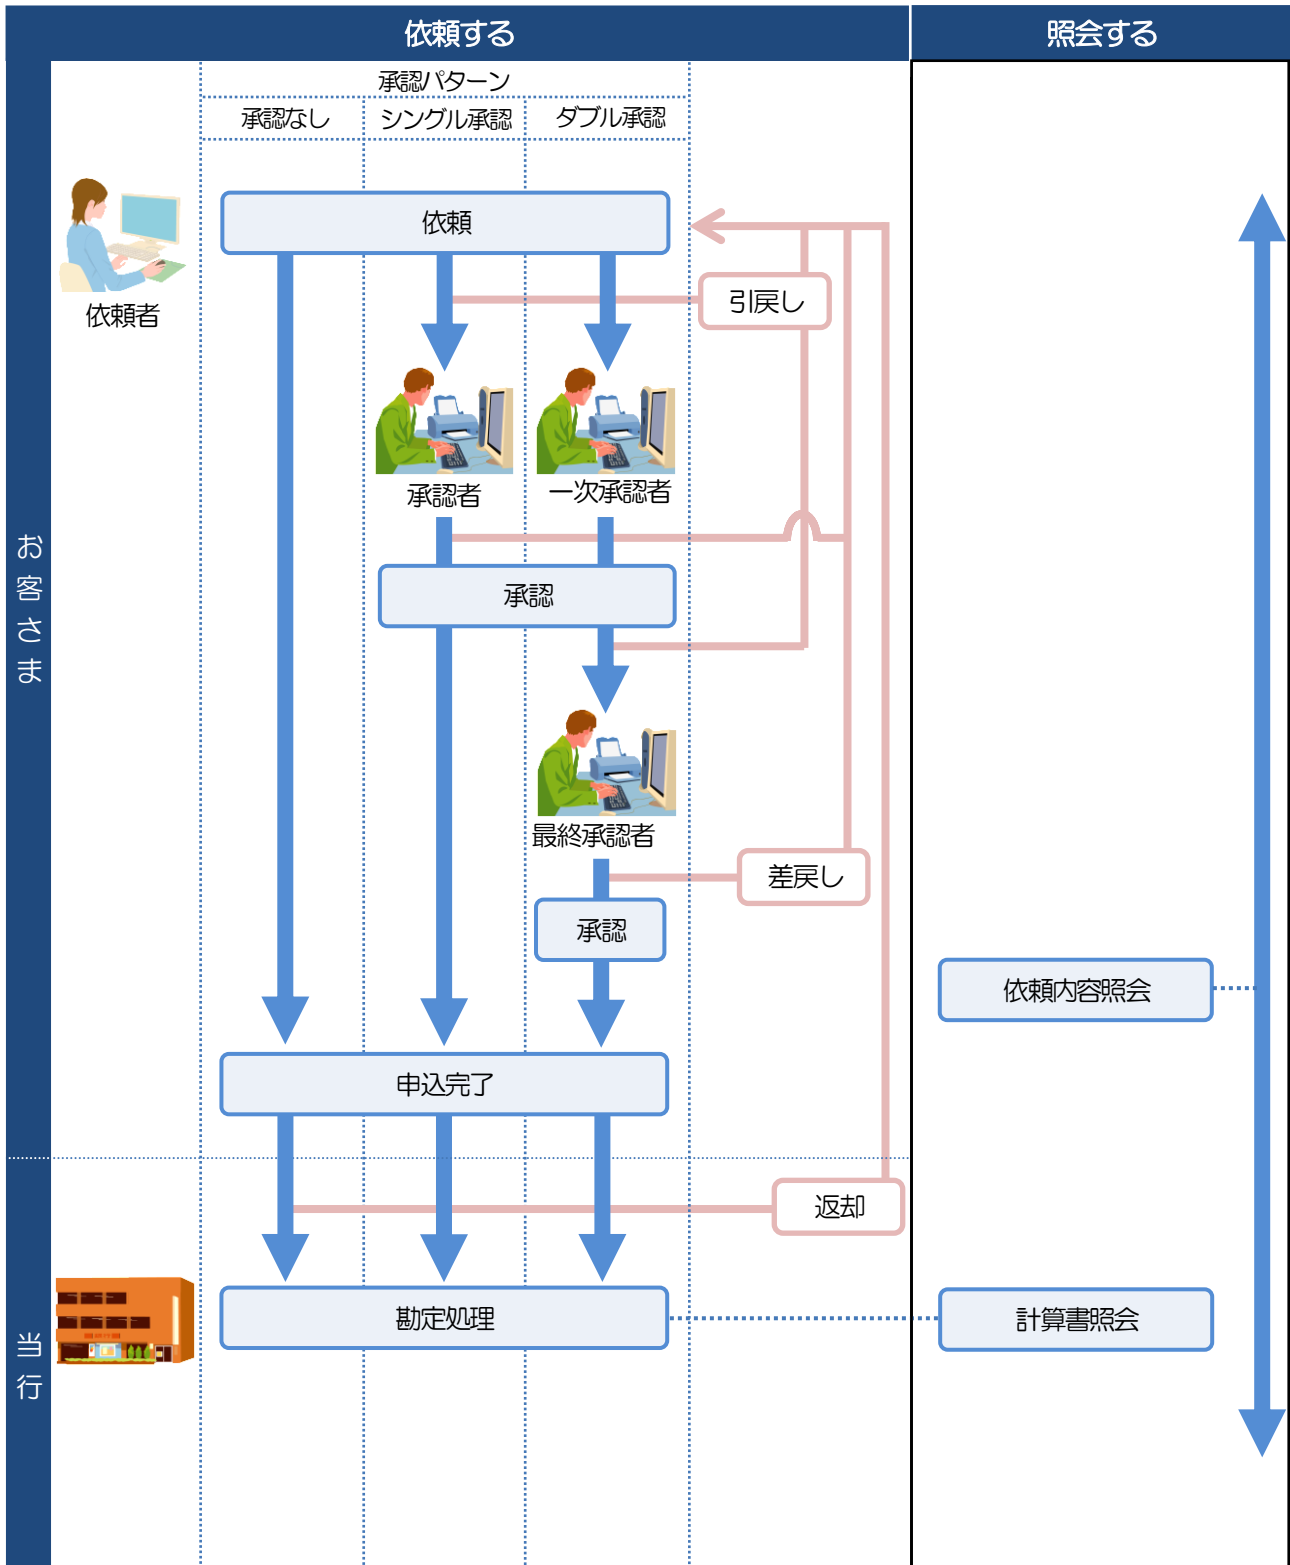 依頼する
照会する
承認パターン
承認なし
シングル承認
ダブル承認
依頼
依頼者
引戻し
承認者
一次承認者
お客さま
承認
最終承認者
差戻し
承認
依頼内容照会
申込完了
返却
勘定処理
計算書照会
当行